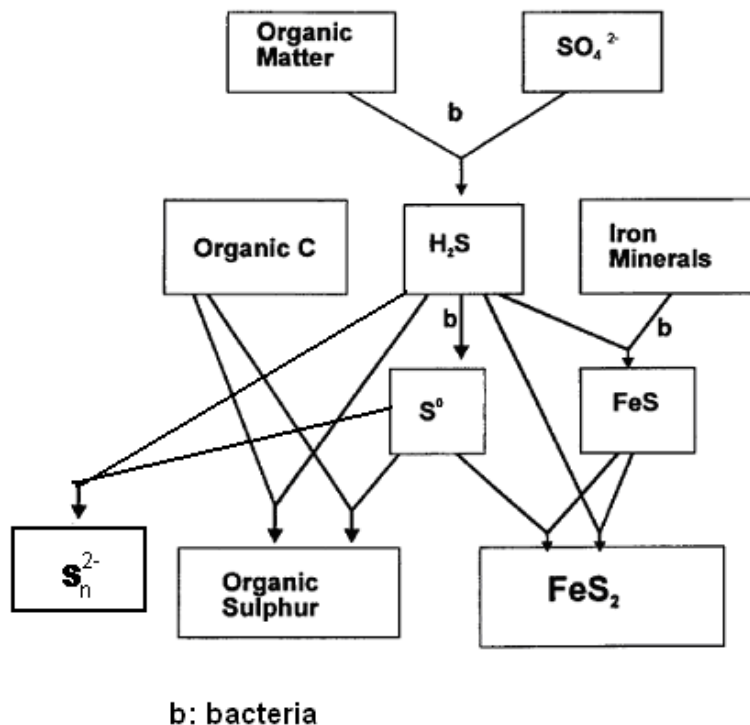 Organic
Matter
SO₄ ²⁻
b
Organic C
H₂S
Iron
Minerals
b
b
S⁰
FeS
Sₙ²⁻
Organic
Sulphur
FeS₂
b: bacteria